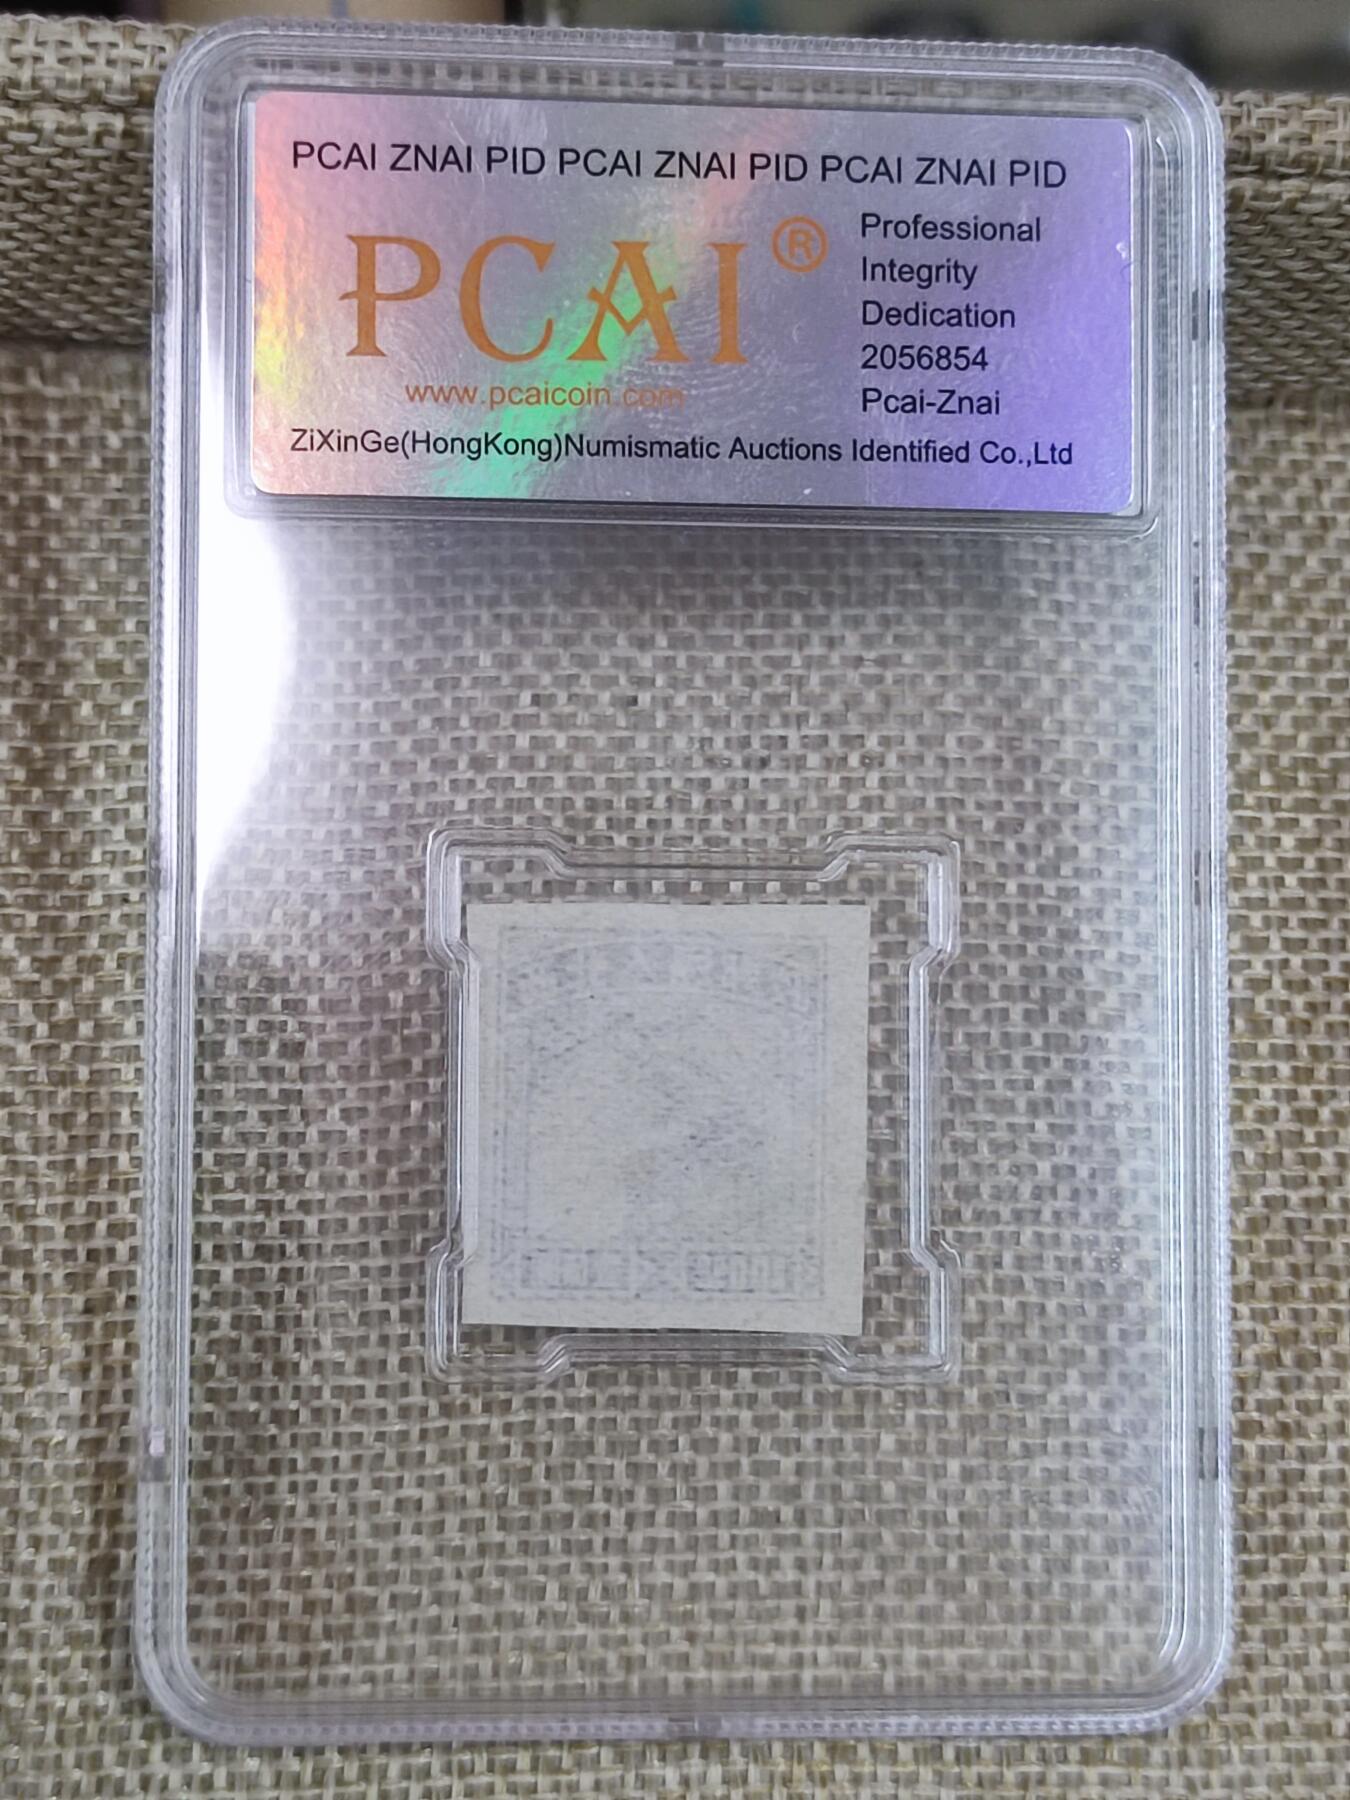 PCAI ZNAI PID PCAI ZNAI PID PCAI ZNAI PID
PCAI®
www.pcaicoin.com
Professional
Integrity
Dedication
2056854
Pcai-Znai
ZiXinGe(HongKong)Numismatic Auctions Identified Co.,Ltd